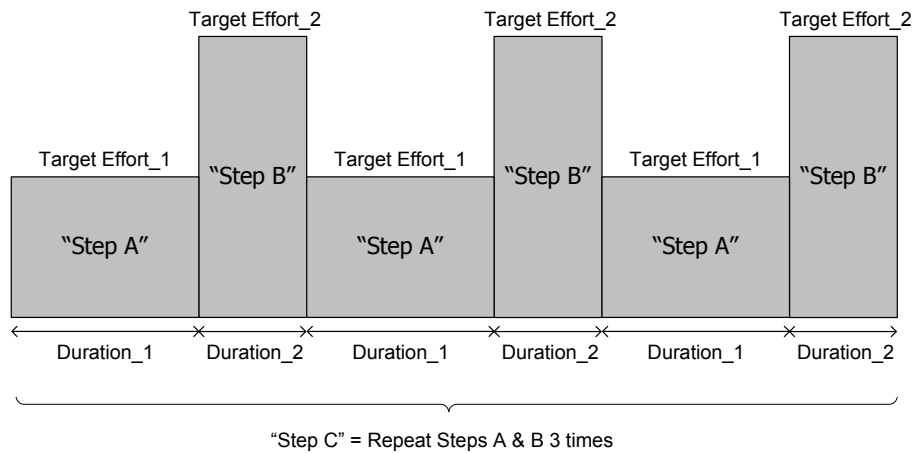 Target Effort_2
Target Effort_2
Target Effort_2
Target Effort_1
“Step B”
Target Effort_1
“Step B”
Target Effort_1
“Step B”
“Step A”
“Step A”
“Step A”
Duration_1
Duration_2
Duration_1
Duration_2
Duration_1
Duration_2
“Step C” = Repeat Steps A & B 3 times